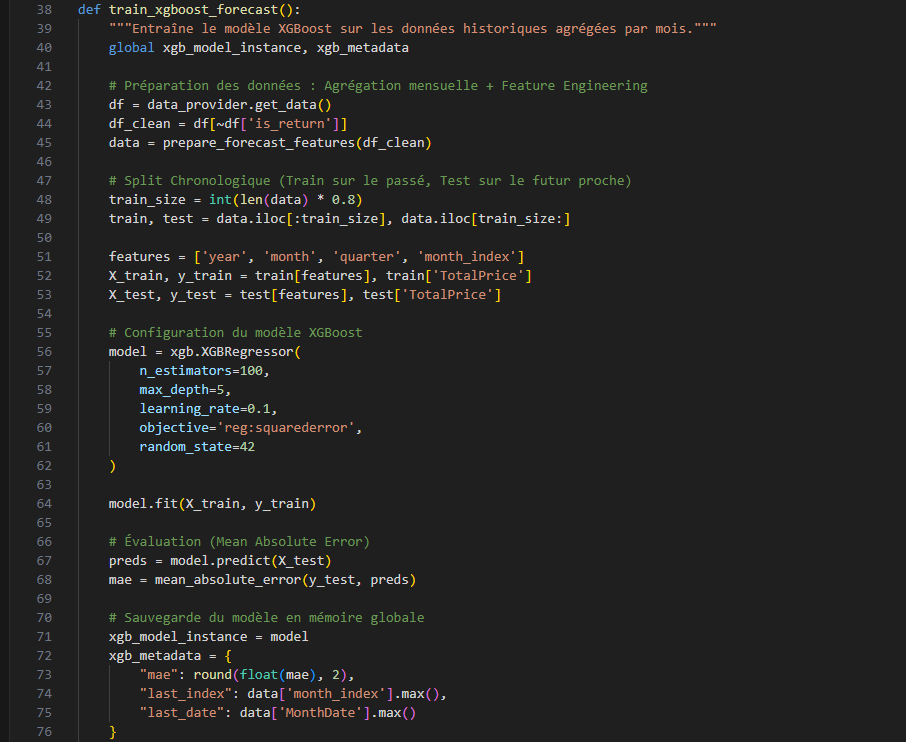 38 def train_xgboost_forecast():
39     """Entraîne le modèle XGBoost sur les données historiques agrégées par mois."""
40     global xgb_model_instance, xgb_metadata
41
42     # Préparation des données : Agrégation mensuelle + Feature Engineering
43     df = data_provider.get_data()
44     df_clean = df[~df['is_return']]
45     data = prepare_forecast_features(df_clean)
46
47     # Split Chronologique (Train sur le passé, Test sur le futur proche)
48     train_size = int(len(data) * 0.8)
49     train, test = data.iloc[:train_size], data.iloc[train_size:]
50
51     features = ['year', 'month', 'quarter', 'month_index']
52     X_train, y_train = train[features], train['TotalPrice']
53     X_test, y_test = test[features], test['TotalPrice']
54
55     # Configuration du modèle XGBoost
56     model = xgb.XGBRegressor(
57         n_estimators=100,
58         max_depth=5,
59         learning_rate=0.1,
60         objective='reg:squarederror',
61         random_state=42
62     )
63
64     model.fit(X_train, y_train)
65
66     # Évaluation (Mean Absolute Error)
67     preds = model.predict(X_test)
68     mae = mean_absolute_error(y_test, preds)
69
70     # Sauvegarde du modèle en mémoire globale
71     xgb_model_instance = model
72     xgb_metadata = {
73         "mae": round(float(mae), 2),
74         "last_index": data['month_index'].max(),
75         "last_date": data['MonthDate'].max()
76     }